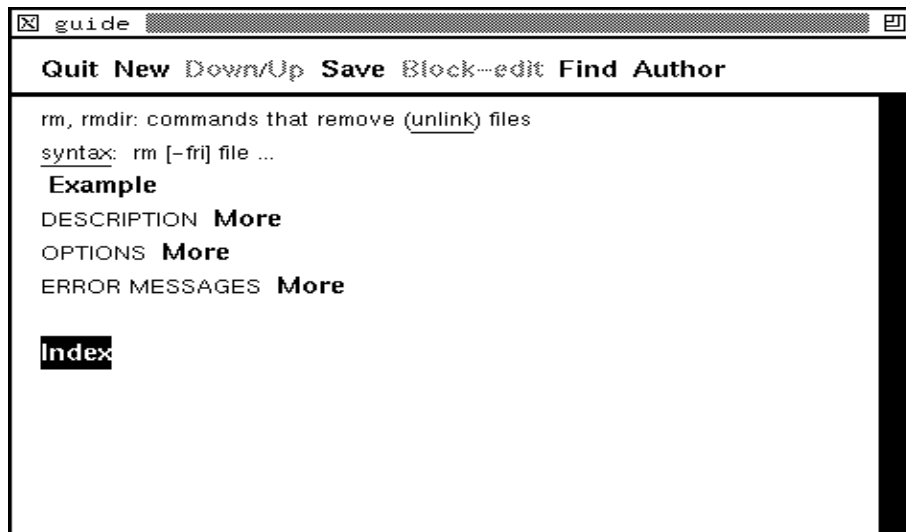 guide
Quit New Down/Up Save Block-edit Find Author
rm, rmdir: commands that remove (unlink) files
syntax: rm [-fri] file ...
Example
DESCRIPTION More
OPTIONS More
ERROR MESSAGES More
Index